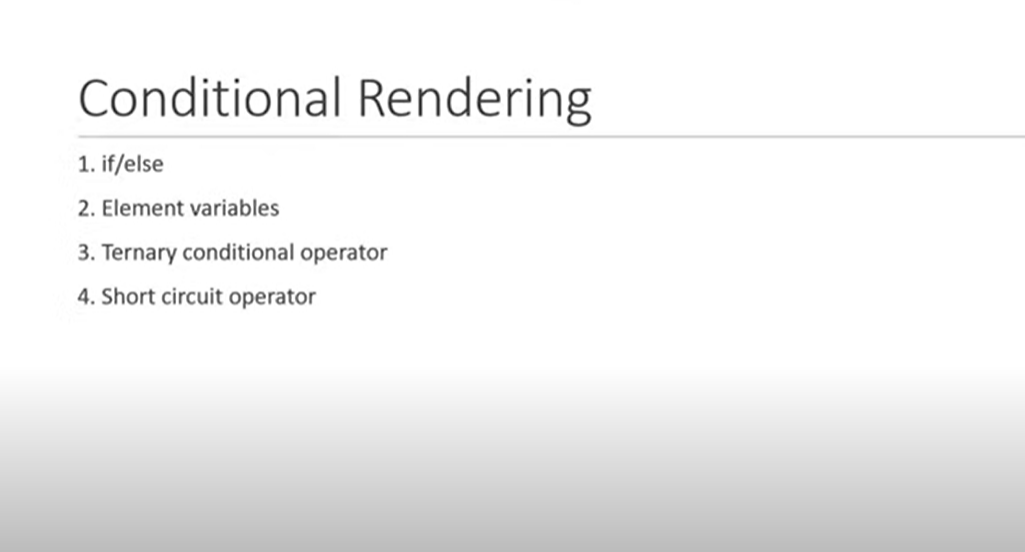 Conditional Rendering
1. if/else
2. Element variables
3. Ternary conditional operator
4. Short circuit operator